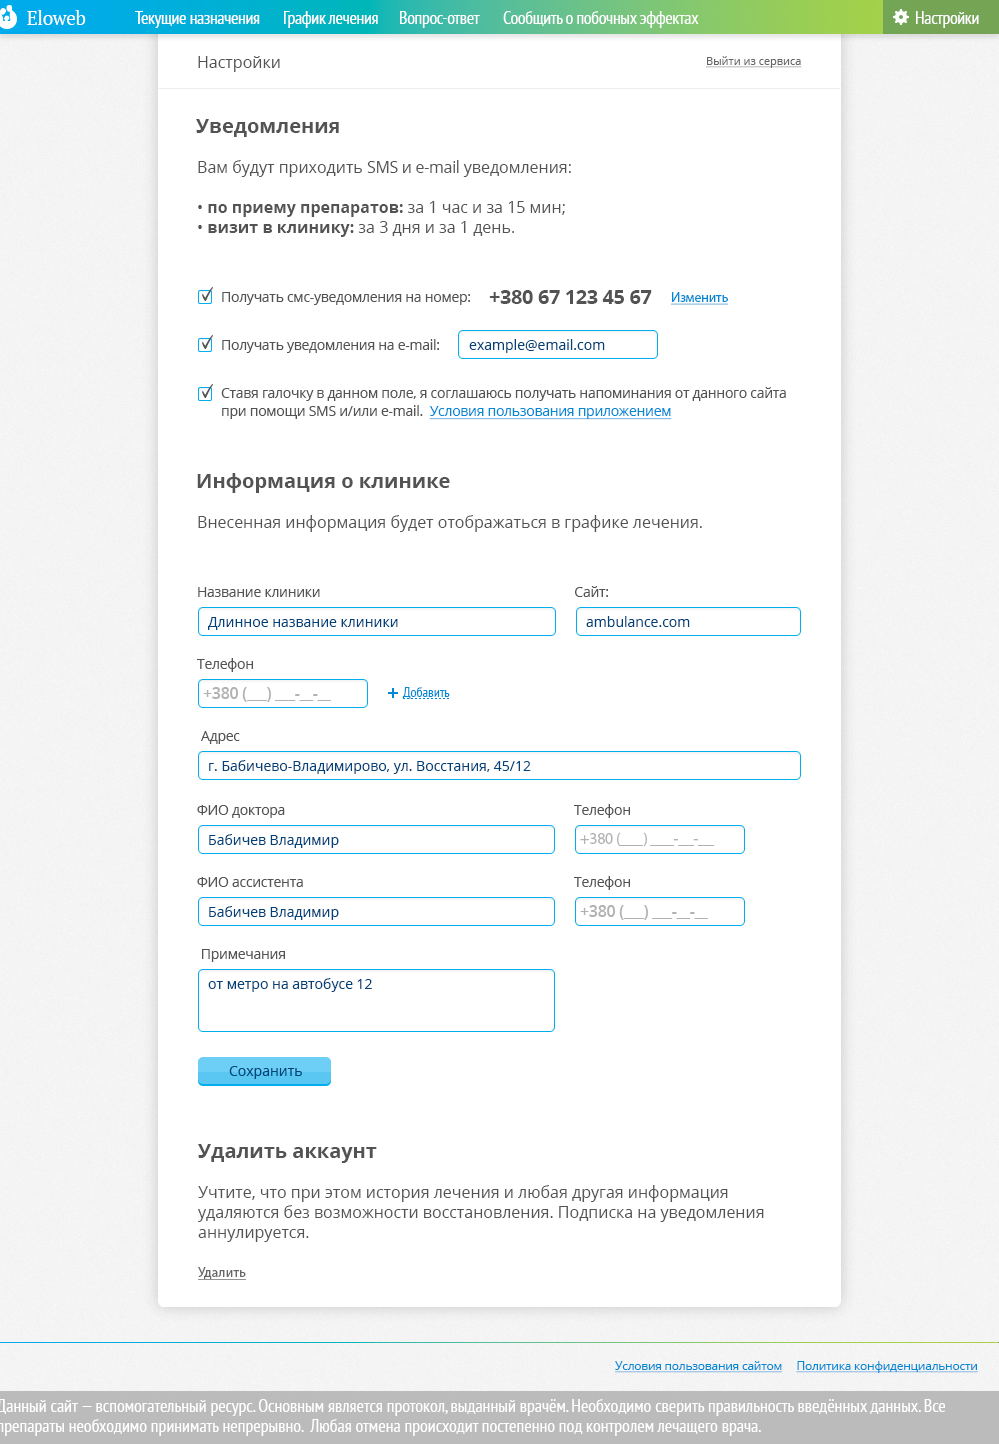 Eloweb Текущие назначения График лечения Вопрос-ответ Сообщить о побочных эффектах Настройки
Настройки Выйти из сервиса
Уведомления
Вам будут приходить SMS и e-mail уведомления:
• по приему препаратов: за 1 час и за 15 мин;
• визит в клинику: за 3 дня и за 1 день.
Получать смс-уведомления на номер: +380 67 123 45 67 Изменить
Получать уведомления на e-mail: example@email.com
Ставя галочку в данном поле, я соглашаюсь получать напоминания от данного сайта
при помощи SMS и/или e-mail. Условия пользования приложением
Информация о клинике
Внесенная информация будет отображаться в графике лечения.
Название клиники Сайт:
Длинное название клиники ambulance.com
Телефон
+380 (___) ___-__-__ + Добавить
Адрес
г. Бабичево-Владимирово, ул. Восстания, 45/12
ФИО доктора Телефон
Бабичев Владимир +380 (___) ___-__-__
ФИО ассистента Телефон
Бабичев Владимир +380 (___) ___-__-__
Примечания
от метро на автобусе 12
Сохранить
Удалить аккаунт
Учтите, что при этом история лечения и любая другая информация
удаляются без возможности восстановления. Подписка на уведомления
аннулируется.
Удалить
Условия пользования сайтом Политика конфиденциальности
Данный сайт — вспомогательный ресурс. Основным является протокол, выданный врачём. Необходимо сверить правильность введённых данных. Все
препараты необходимо принимать непрерывно. Любая отмена происходит постепенно под контролем лечащего врача.